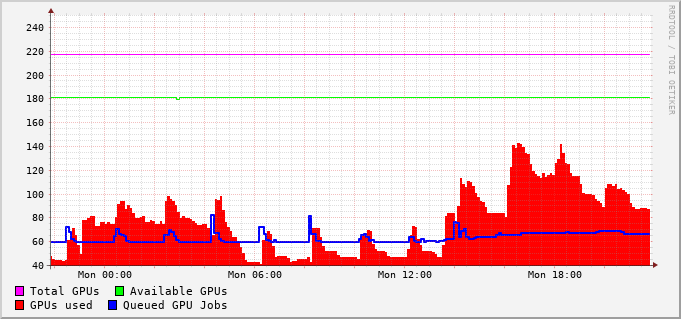 240
220
200
180
160
140
120
100
80
60
40
Mon 00:00 Mon 06:00 Mon 12:00 Mon 18:00
Total GPUs Available GPUs
GPUs used Queued GPU Jobs
RRDTOOL / TOBI OETIKER